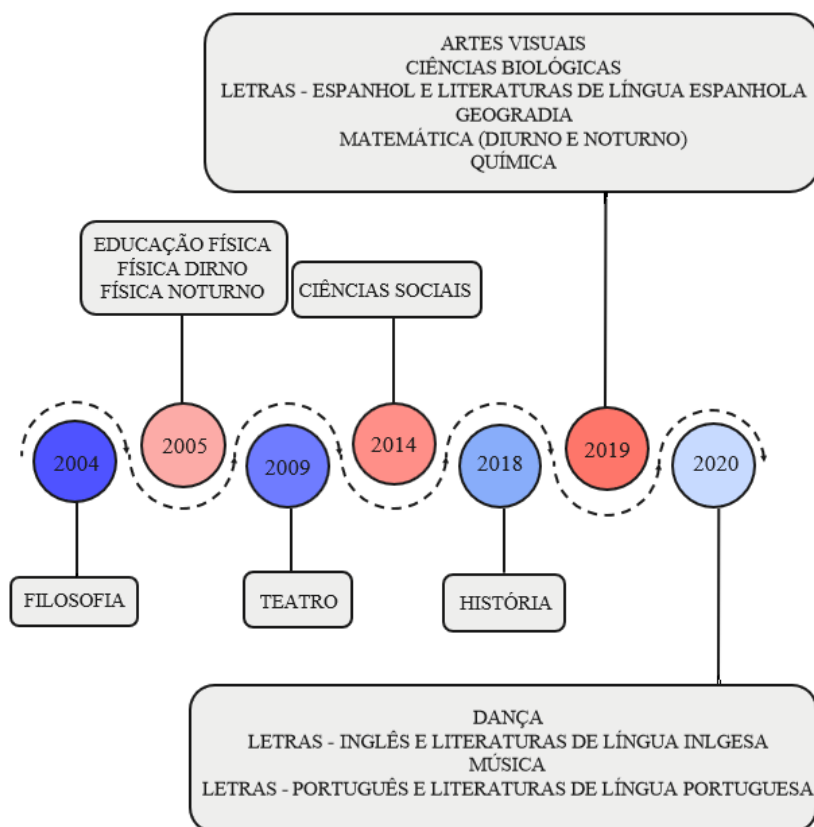 ARTES VISUAIS
CIÊNCIAS BIOLÓGICAS
LETRAS - ESPANHOL E LITERATURAS DE LÍNGUA ESPANHOLA
GEOGRADIA
MATEMÁTICA (DIURNO E NOTURNO)
QUÍMICA
EDUCAÇÃO FÍSICA
FÍSICA DIRNO
FÍSICA NOTURNO
CIÊNCIAS SOCIAIS
2004
2005
2009
2014
2018
2019
2020
FILOSOFIA
TEATRO
HISTÓRIA
DANÇA
LETRAS - INGLÊS E LITERATURAS DE LÍNGUA INLGESA
MÚSICA
LETRAS - PORTUGUÊS E LITERATURAS DE LÍNGUA PORTUGUESA